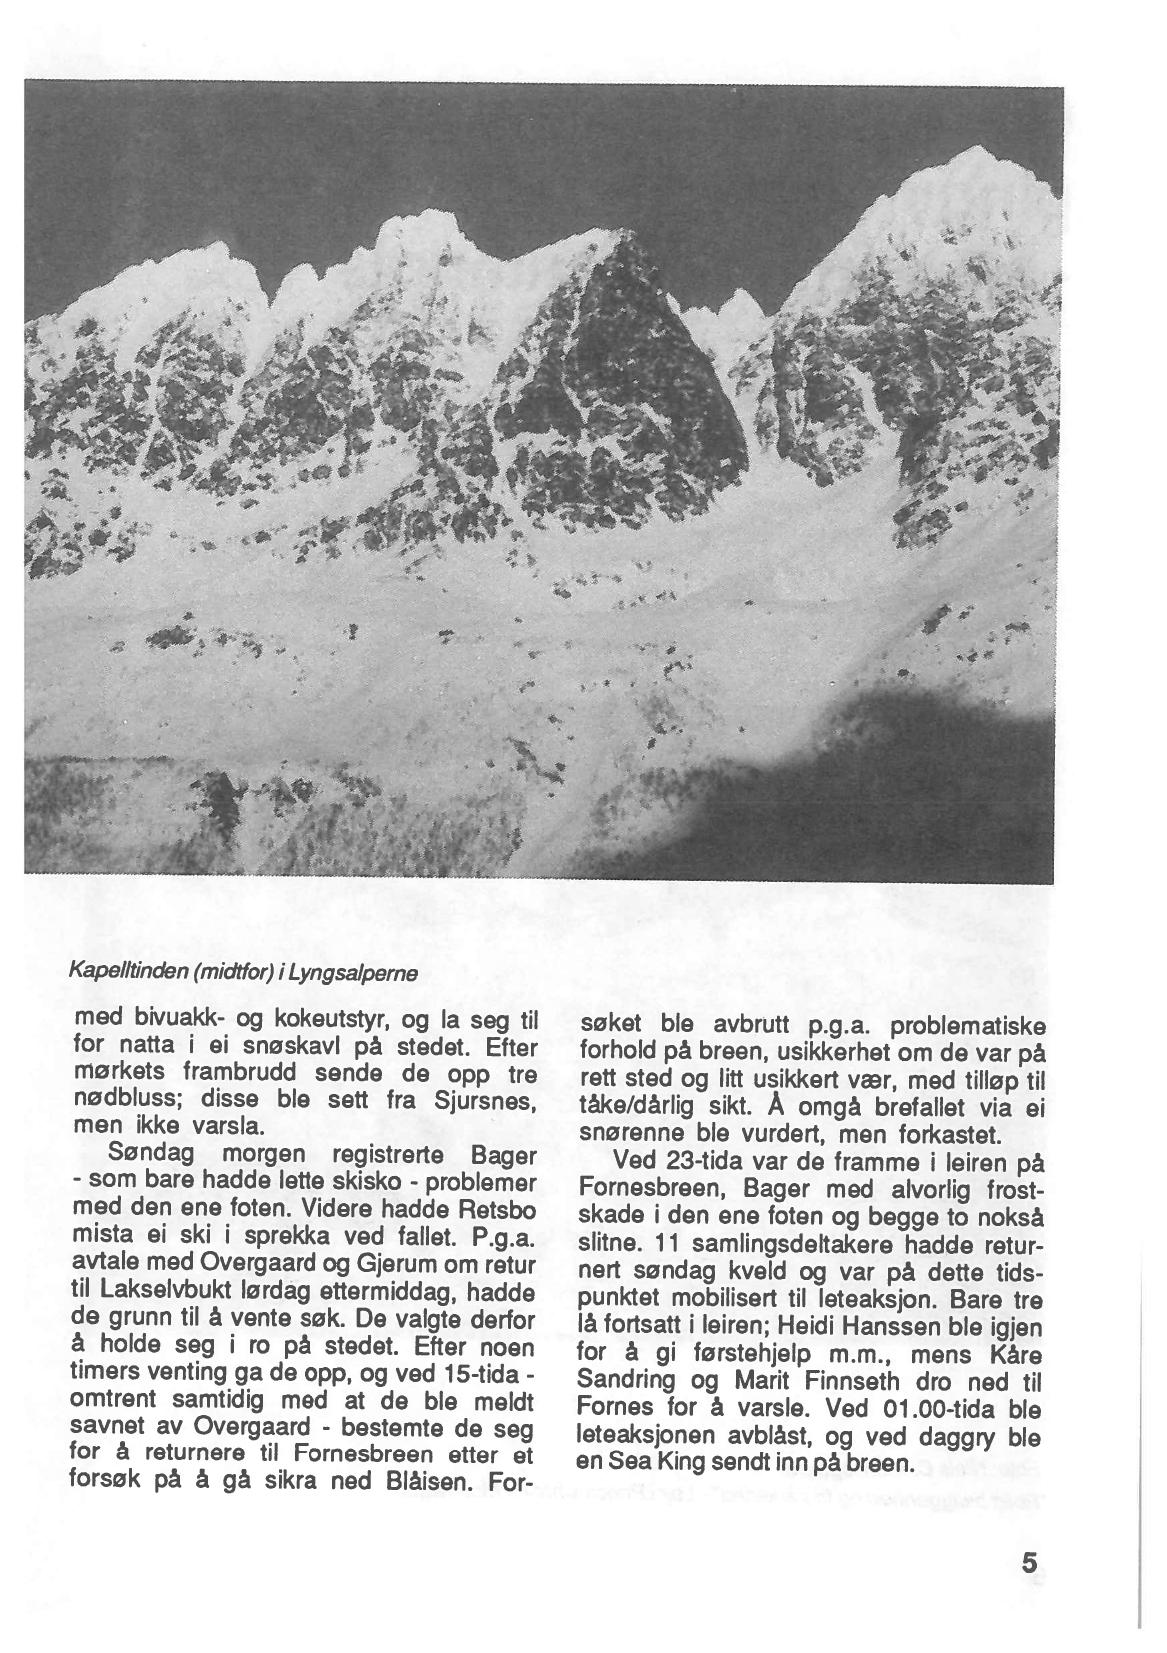 Kapelltinden (midtfor) i Lyngsalperne
med bivuakk- og kokeutstyr, og la seg til
for natta i ei snøskavl på stedet. Efter
mørkets frambrudd sende de opp tre
nødbluss; disse ble sett fra Sjursnes,
men ikke varsla.
Søndag morgen registrerte Bager
- som bare hadde lette skisko - problemer
med den ene foten. Videre hadde Retsbo
mista ei ski i sprekka ved fallet. P.g.a.
avtale med Overgaard og Gjerum om retur
til Lakselvbukt lørdag ettermiddag, hadde
de grunn til å vente søk. De valgte derfor
å holde seg i ro på stedet. Efter noen
timers venting ga de opp, og ved 15-tida -
omtrent samtidig med at de ble meldt
savnet av Overgaard - bestemte de seg
for å returnere til Fornesbreen etter et
forsøk på å gå sikra ned Blåisen. For-
søket ble avbrutt p.g.a. problematiske
forhold på breen, usikkerhet om de var på
rett sted og litt usikkert vær, med tilløp til
tåke/dårlig sikt. Å omgå brefallet via ei
snørenne ble vurdert, men forkastet.
Ved 23-tida var de framme i leiren på
Fornesbreen, Bager med alvorlig frost-
skade i den ene foten og begge to nokså
slitne. 11 samlingsdeltakere hadde retur-
nert søndag kveld og var på dette tids-
punktet mobilisert til leteaksjon. Bare tre
lå fortsatt i leiren; Heidi Hanssen ble igjen
for å gi førstehjelp m.m., mens Kåre
Sandring og Marit Finnseth dro ned til
Fornes for å varsle. Ved 01.00-tida ble
leteaksjonen avblåst, og ved daggry ble
en Sea King sendt inn på breen.
5